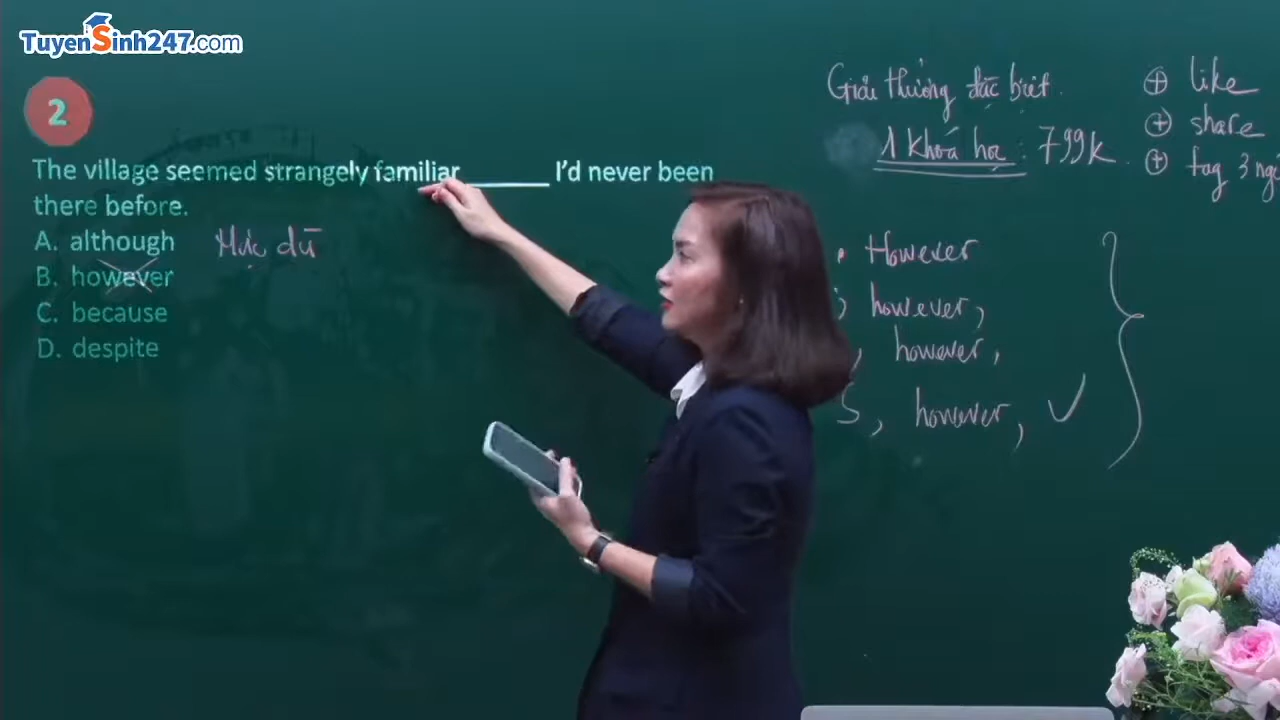 TuyenSinh247.com
2
The village seemed strangely familiar ______ I'd never been
there before.
A. although
Mặc dù
B. however
C. because
D. despite
Giải thưởng đặc biệt.
1 khoá học: 799k.
+ like
+ share
+ tag 3
. However
; however,
, however,
S, however, ✓